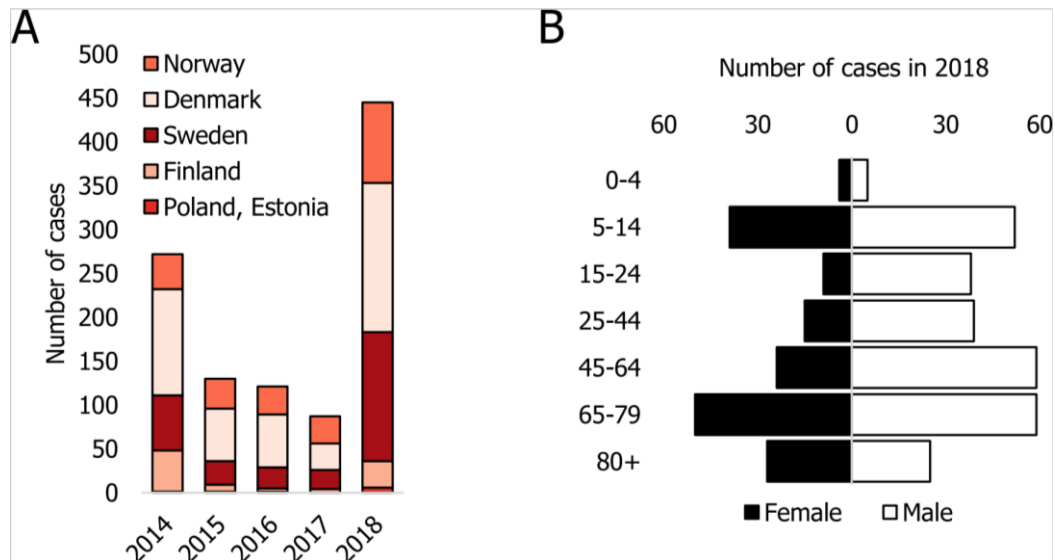 A
500
450
400
350
300
250
200
150
100
50
0
Number of cases
Norway
Denmark
Sweden
Finland
Poland, Estonia
2014
2015
2016
2017
2018
B
Number of cases in 2018
60 30 0 30 60
0-4
5-14
15-24
25-44
45-64
65-79
80+
Female Male